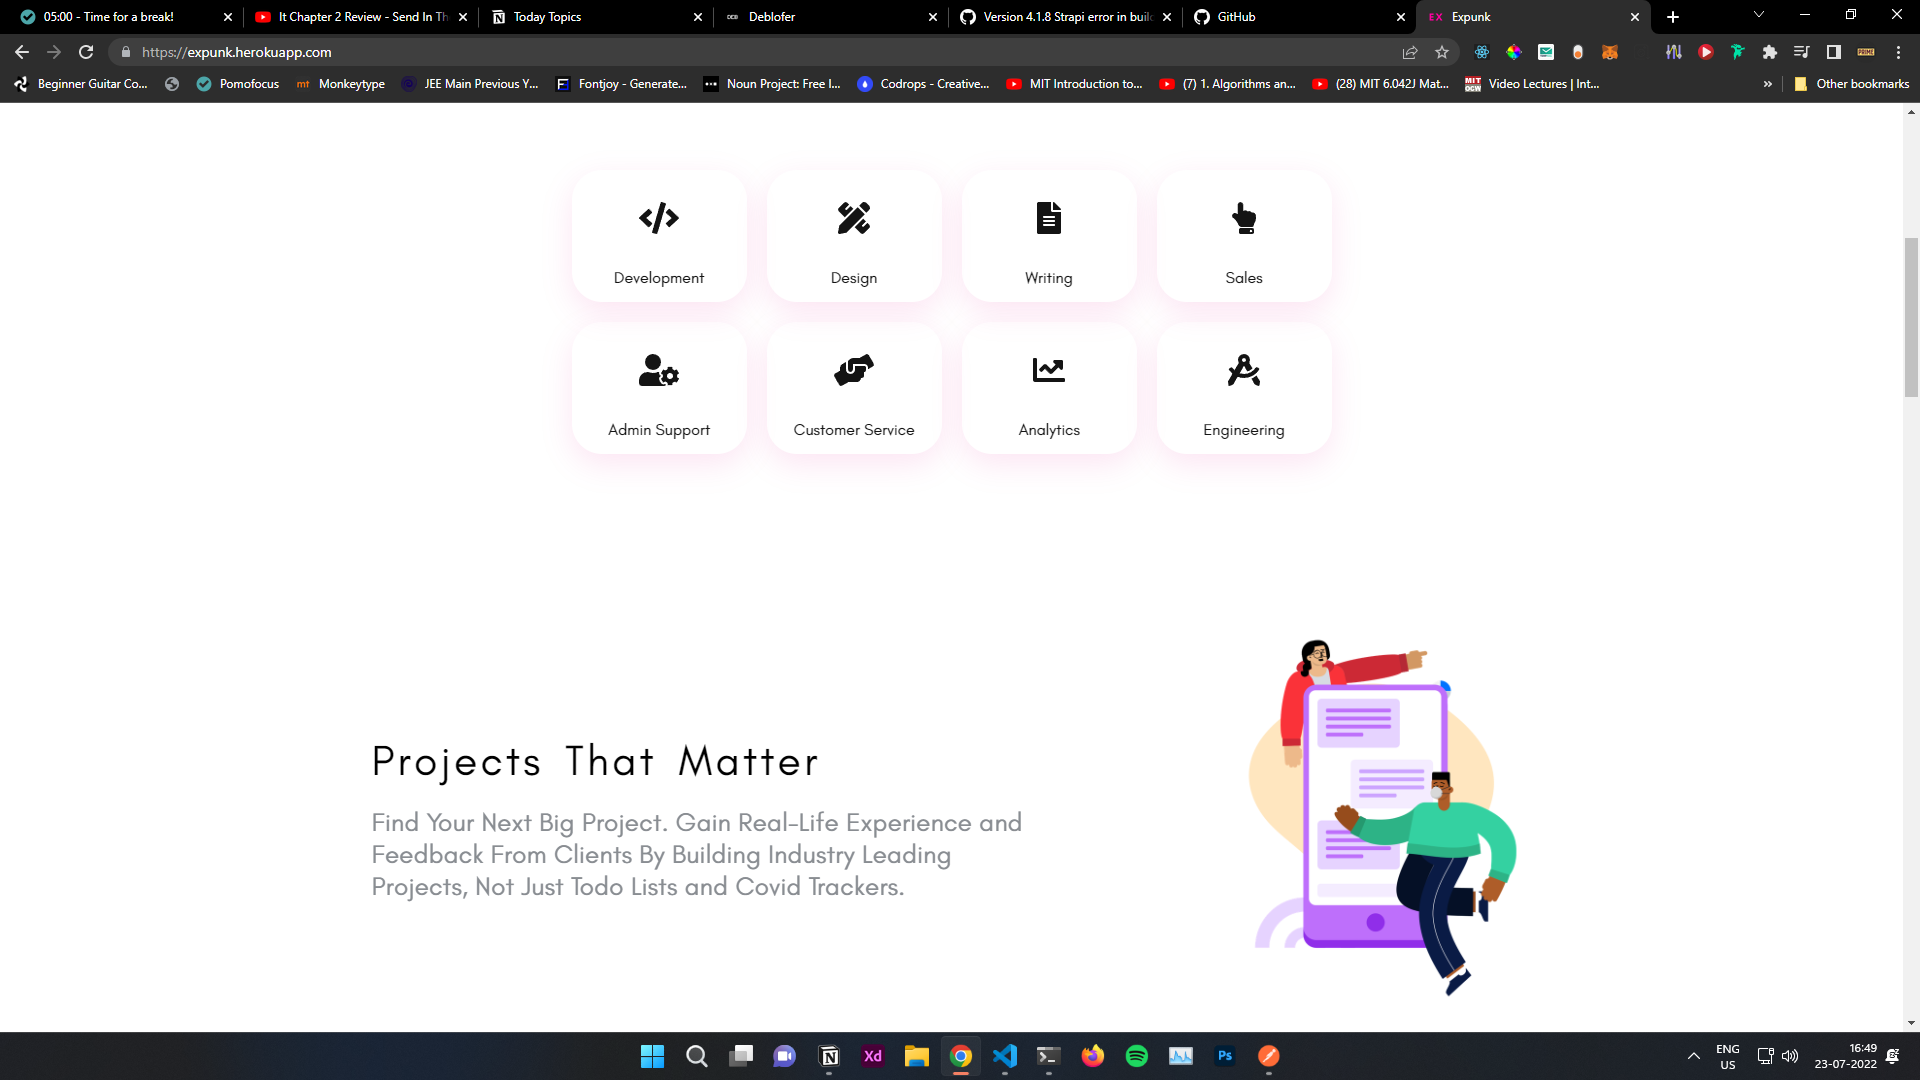 05:00 - Time for a break!
It Chapter 2 Review - Send In Th
Today Topics
Deblofer
Version 4.1.8 Strapi error in buil
GitHub
EX Expunk
https://expunk.herokuapp.com
Beginner Guitar Co...
Pomofocus
mt Monkeytype
JEE Main Previous Y...
Fontjoy - Generate...
Noun Project: Free I...
Codrops - Creative...
MIT Introduction to...
(7) 1. Algorithms an...
(28) MIT 6.042J Mat...
Video Lectures | Int...
»
Other bookmarks
Development
Design
Writing
Sales
Admin Support
Customer Service
Analytics
Engineering
Projects That Matter
Find Your Next Big Project. Gain Real-Life Experience and
Feedback From Clients By Building Industry Leading
Projects, Not Just Todo Lists and Covid Trackers.
Xd
Ps
ENG
US
16:49
23-07-2022